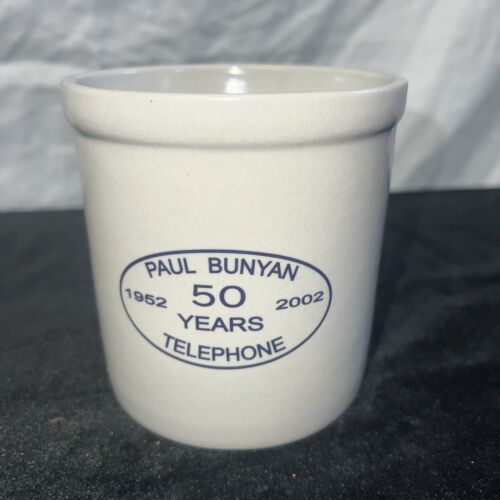 PAUL BUNYAN
1952 50 2002
YEARS
TELEPHONE